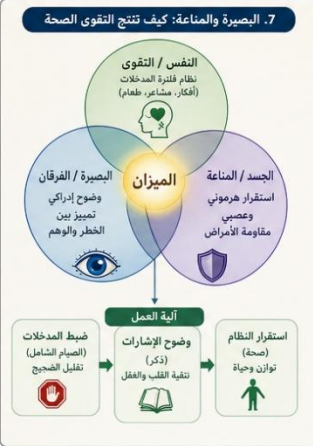 7. البصيرة والمناعة: كيف تنتج التقوى الصحة
النفس / التقوى
نظام فلترة المدخلات
(أفكار، مشاعر، طعام)
الجسد / المناعة
استقرار هرموني
وعصبي
مقاومة الأمراض
الميزان
البصيرة / الفرقان
وضوح إدراكي
تمييز بين
الخطر والوهم
آلية العمل
ضبط المدخلات
(الصيام الشامل)
تقليل الضجيج
وضوح الإشارات
(ذكر)
تنقية القلب والعقل
استقرار النظام
(صحة)
توازن وحياة